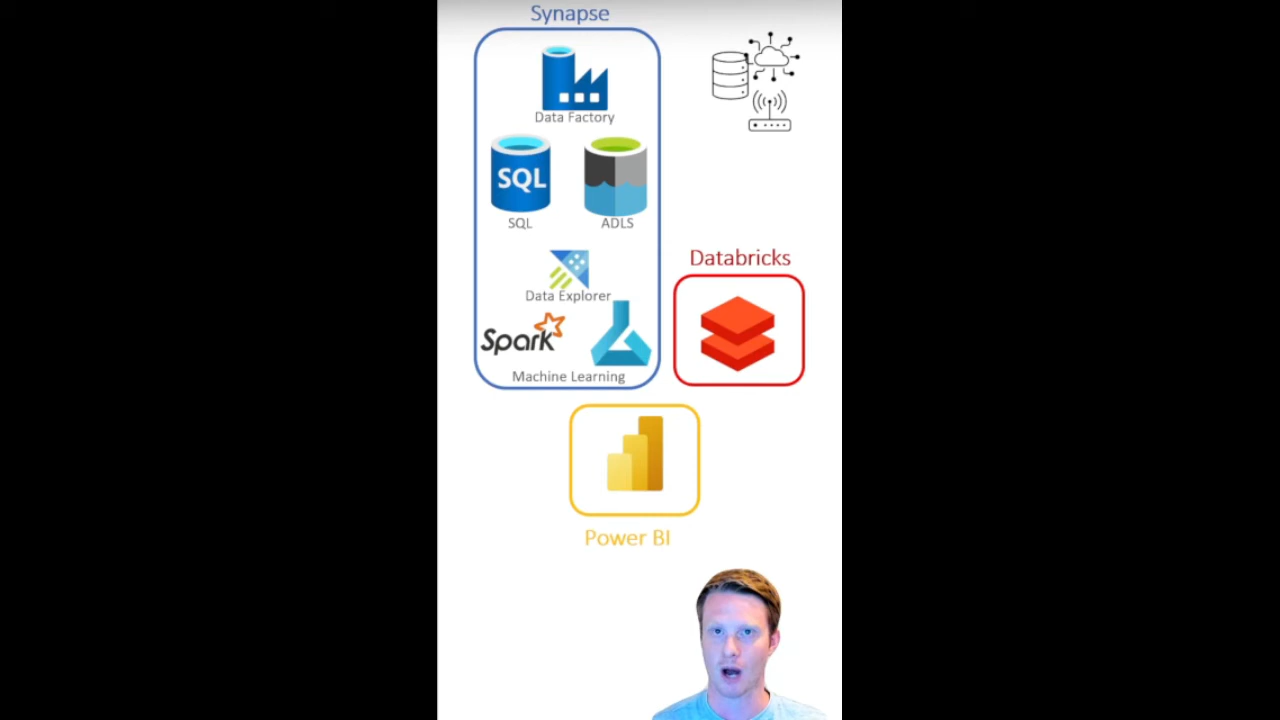 Synapse
Data Factory
SQL
SQL
ADLS
Databricks
Data Explorer
Spark
Machine Learning
Power BI